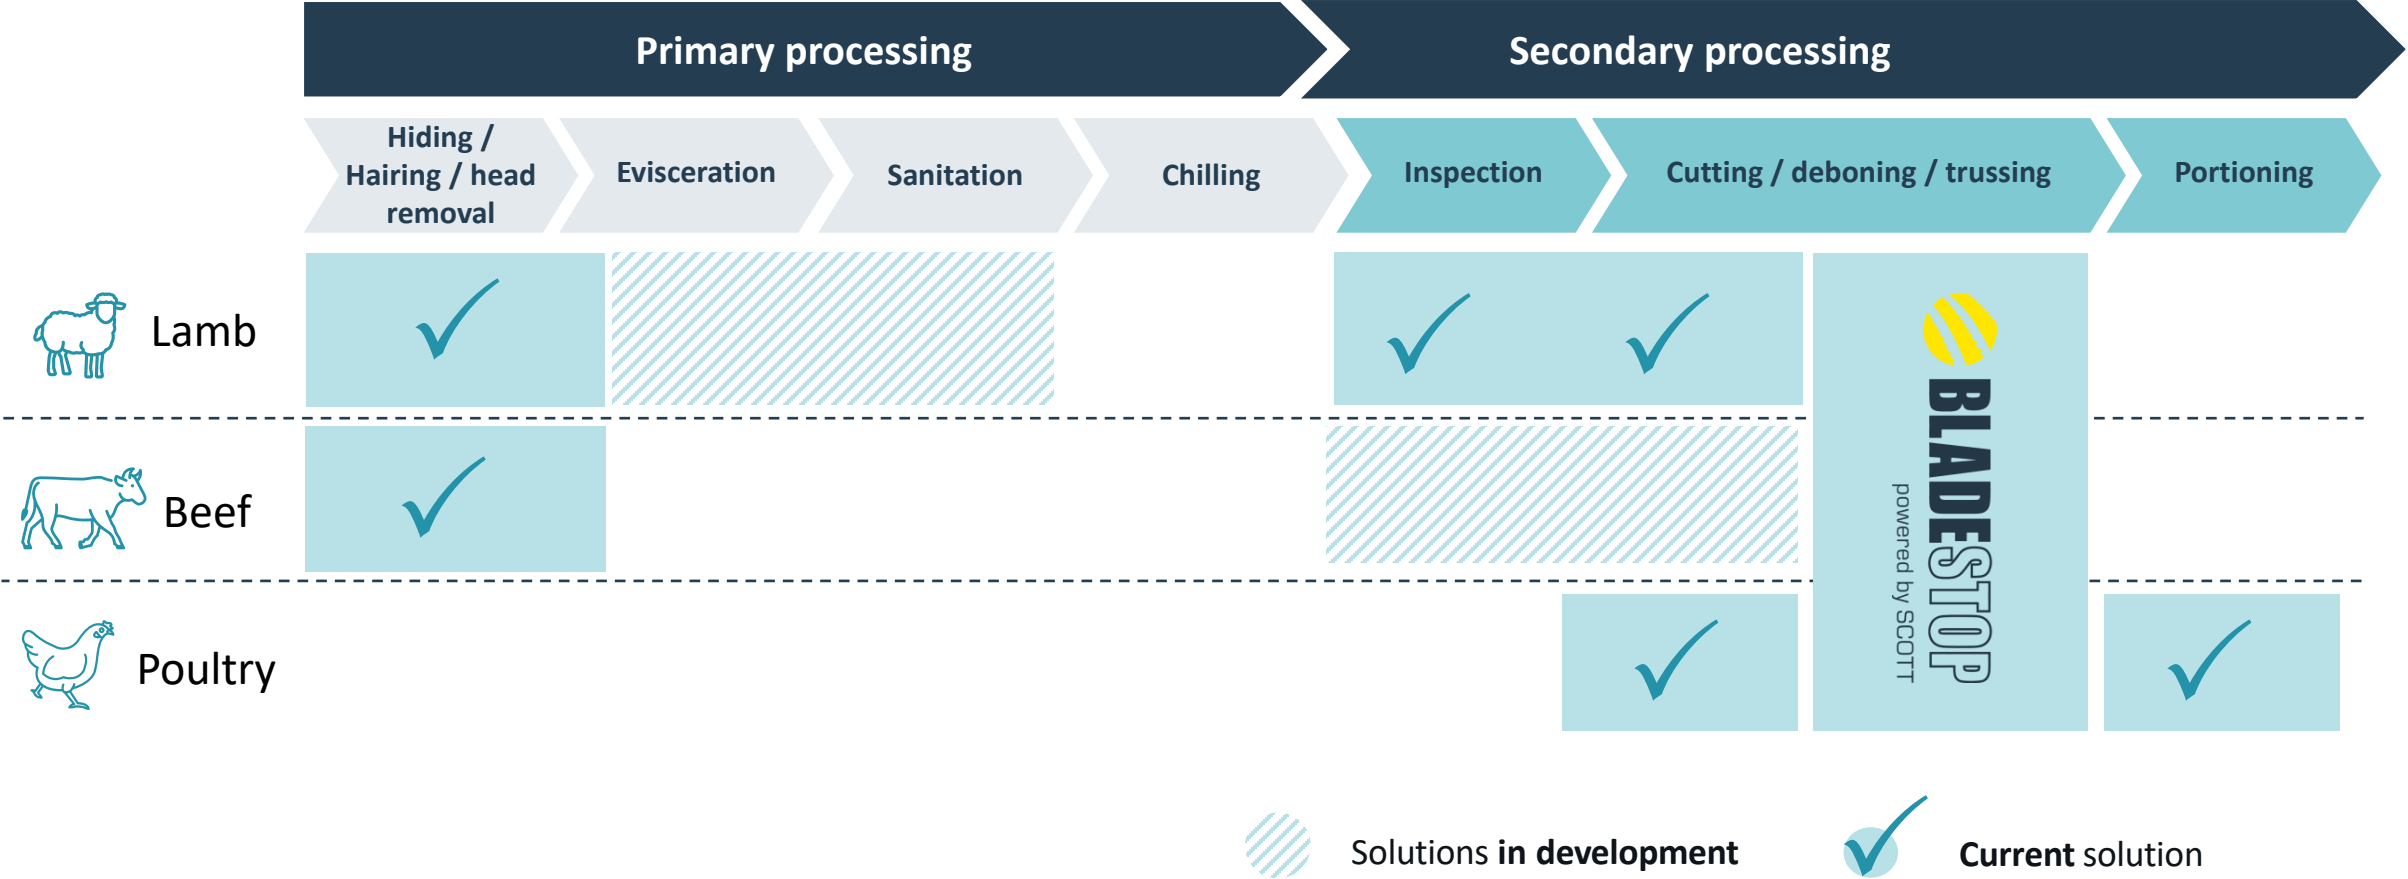 Primary processing
Secondary processing
Hiding /
Hairing / head
removal
Evisceration
Sanitation
Chilling
Inspection
Cutting / deboning / trussing
Portioning
Lamb
Beef
Poultry
BLADESTOP
powered by SCOTT
Solutions in development
Current solution